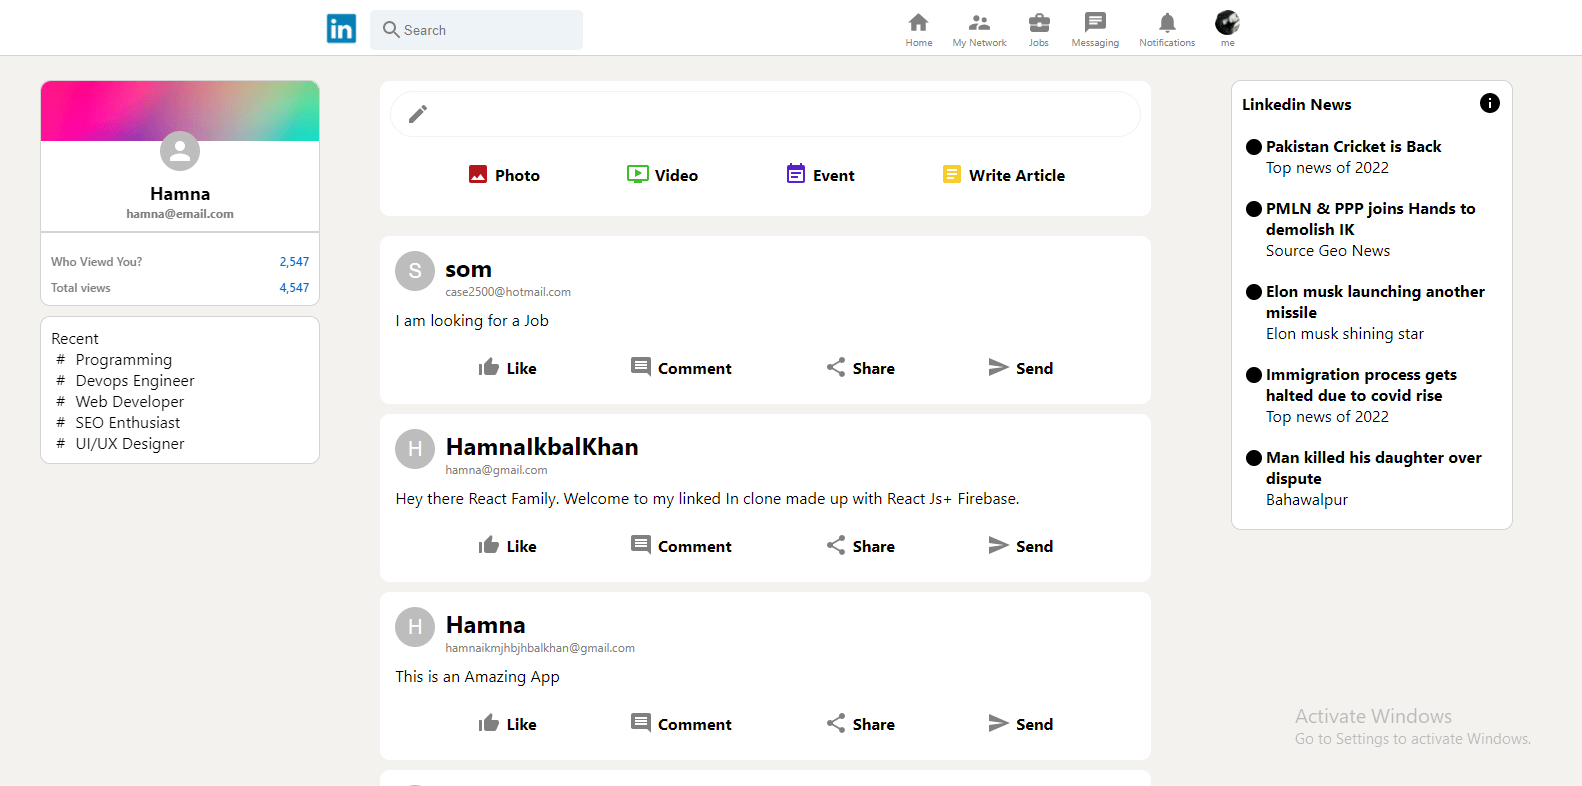 in
Search
Home
My Network
Jobs
Messaging
Notifications
me
Hamna
hamna@email.com
Who Viewd You? 2,547
Total views 4,547
Recent
# Programming
# Devops Engineer
# Web Developer
# SEO Enthusiast
# UI/UX Designer
Photo
Video
Event
Write Article
S
som
case2500@hotmail.com
I am looking for a Job
Like
Comment
Share
Send
H
HamnaIkbalKhan
hamna@gmail.com
Hey there React Family. Welcome to my linked In clone made up with React Js+ Firebase.
Like
Comment
Share
Send
H
Hamna
hamnaikmjhbjhbalkhan@gmail.com
This is an Amazing App
Like
Comment
Share
Send
Linkedin News
Pakistan Cricket is Back
Top news of 2022
PMLN & PPP joins Hands to
demolish IK
Source Geo News
Elon musk launching another
missile
Elon musk shining star
Immigration process gets
halted due to covid rise
Top news of 2022
Man killed his daughter over
dispute
Bahawalpur
Activate Windows
Go to Settings to activate Windows.